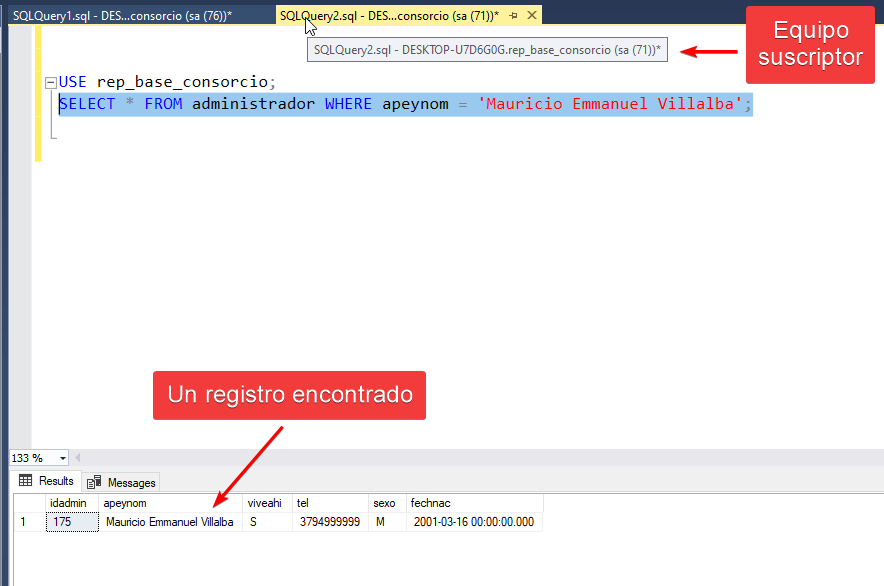 SQLQuery1.sql - DES...consorcio (sa (76))*
SQLQuery2.sql - DES...consorcio (sa (71))*
SQLQuery2.sql - DESKTOP-U7D6G0G.rep_base_consorcio (sa (71))*
Equipo
suscriptor
USE rep_base_consorcio;
SELECT * FROM administrador WHERE apeynom = 'Mauricio Emmanuel Villalba';
Un registro encontrado
133 %
Results Messages
idadmin apeynom viveahi tel sexo fechnac
1 175 Mauricio Emmanuel Villalba S 3794999999 M 2001-03-16 00:00:00.000